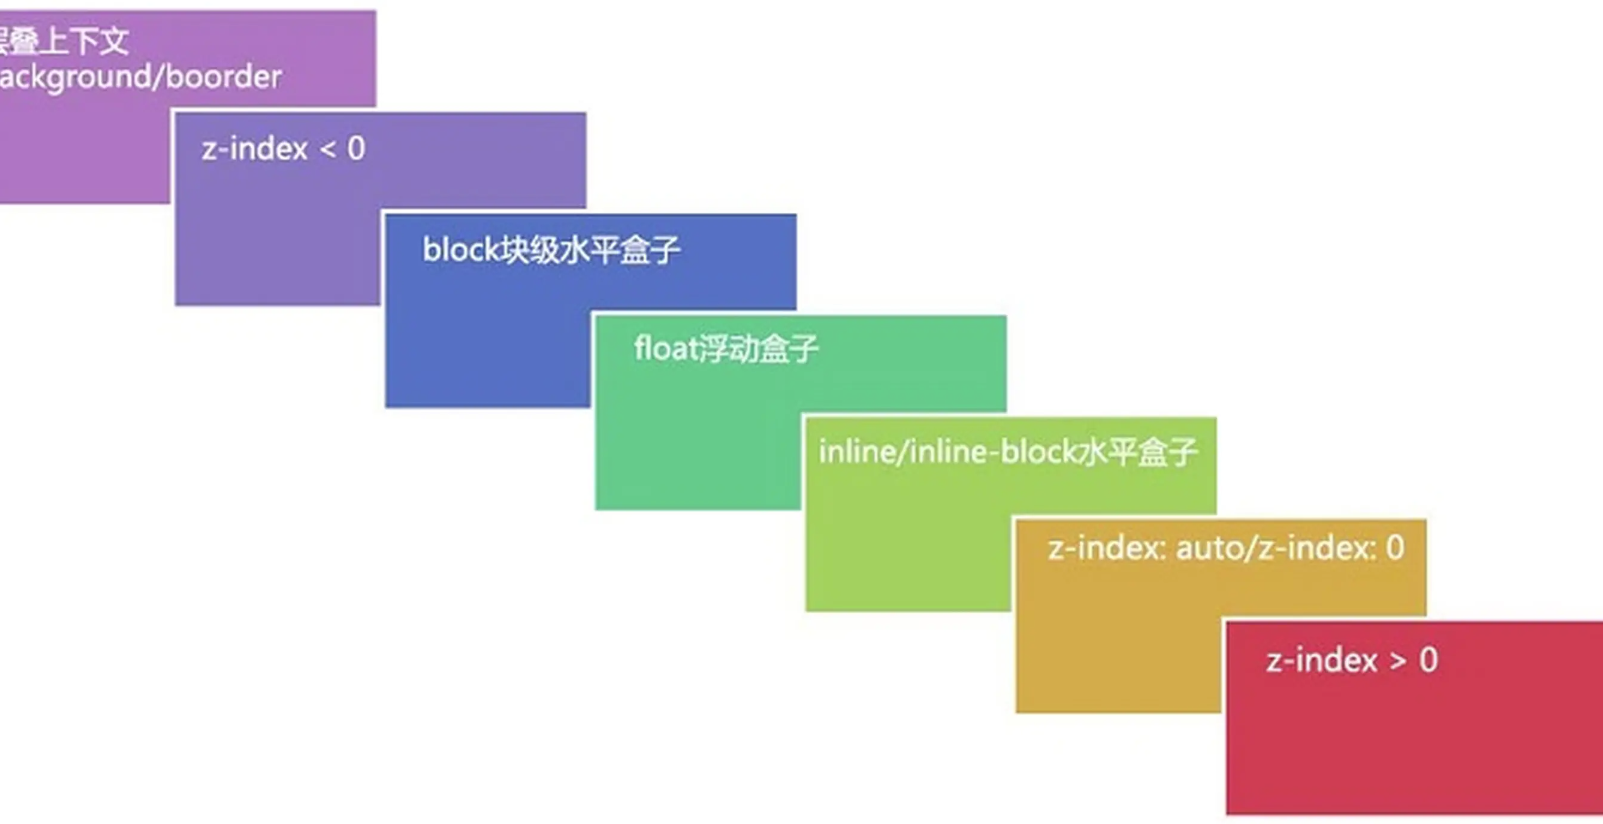 层叠上下文
ackground/boorder
z-index < 0
block块级水平盒子
float浮动盒子
inline/inline-block水平盒子
z-index: auto/z-index: 0
z-index > 0